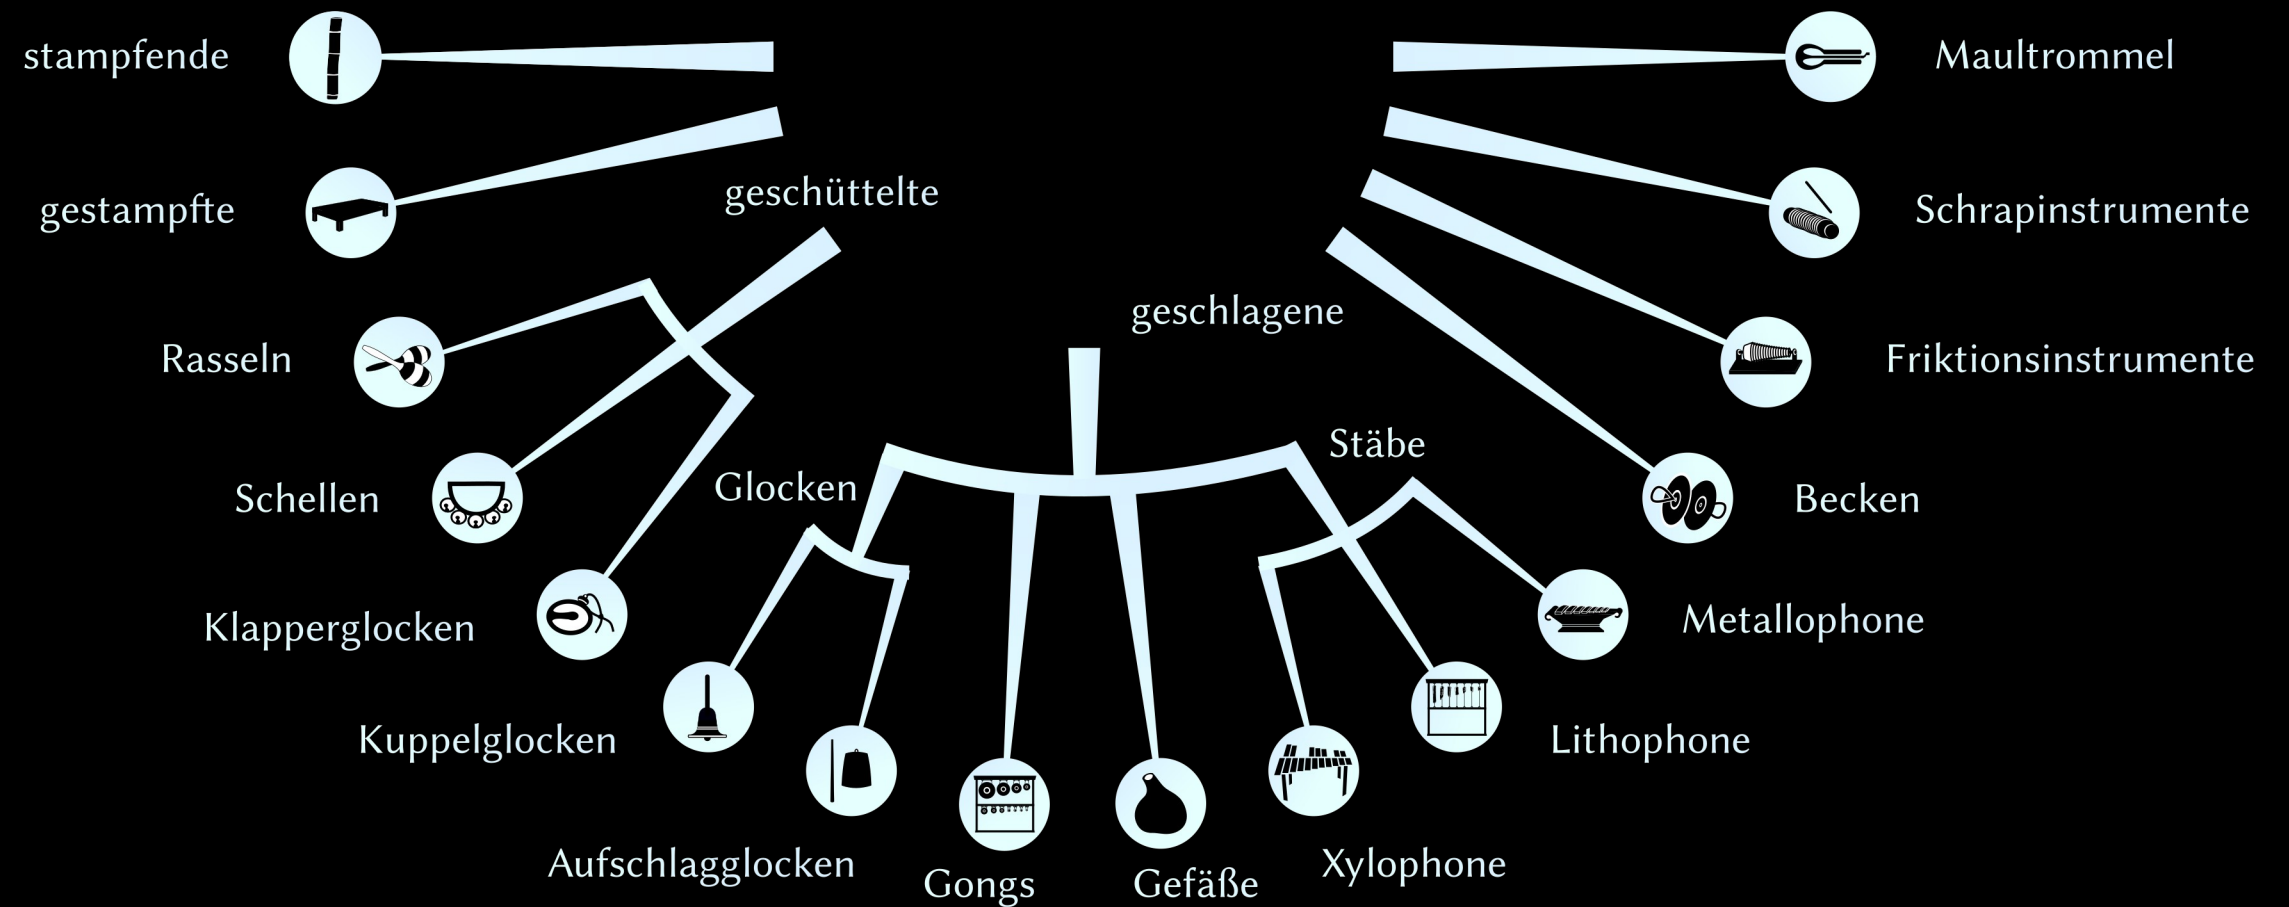 stampfende
Maultrommel
gestampfte
geschüttelte
Schrapinstrumente
geschlagene
Rasseln
Friktionsinstrumente
Stäbe
Schellen
Glocken
Becken
Klapperglocken
Metallophone
Kuppelglocken
Lithophone
Aufschlagglocken
Gongs
Gefäße
Xylophone